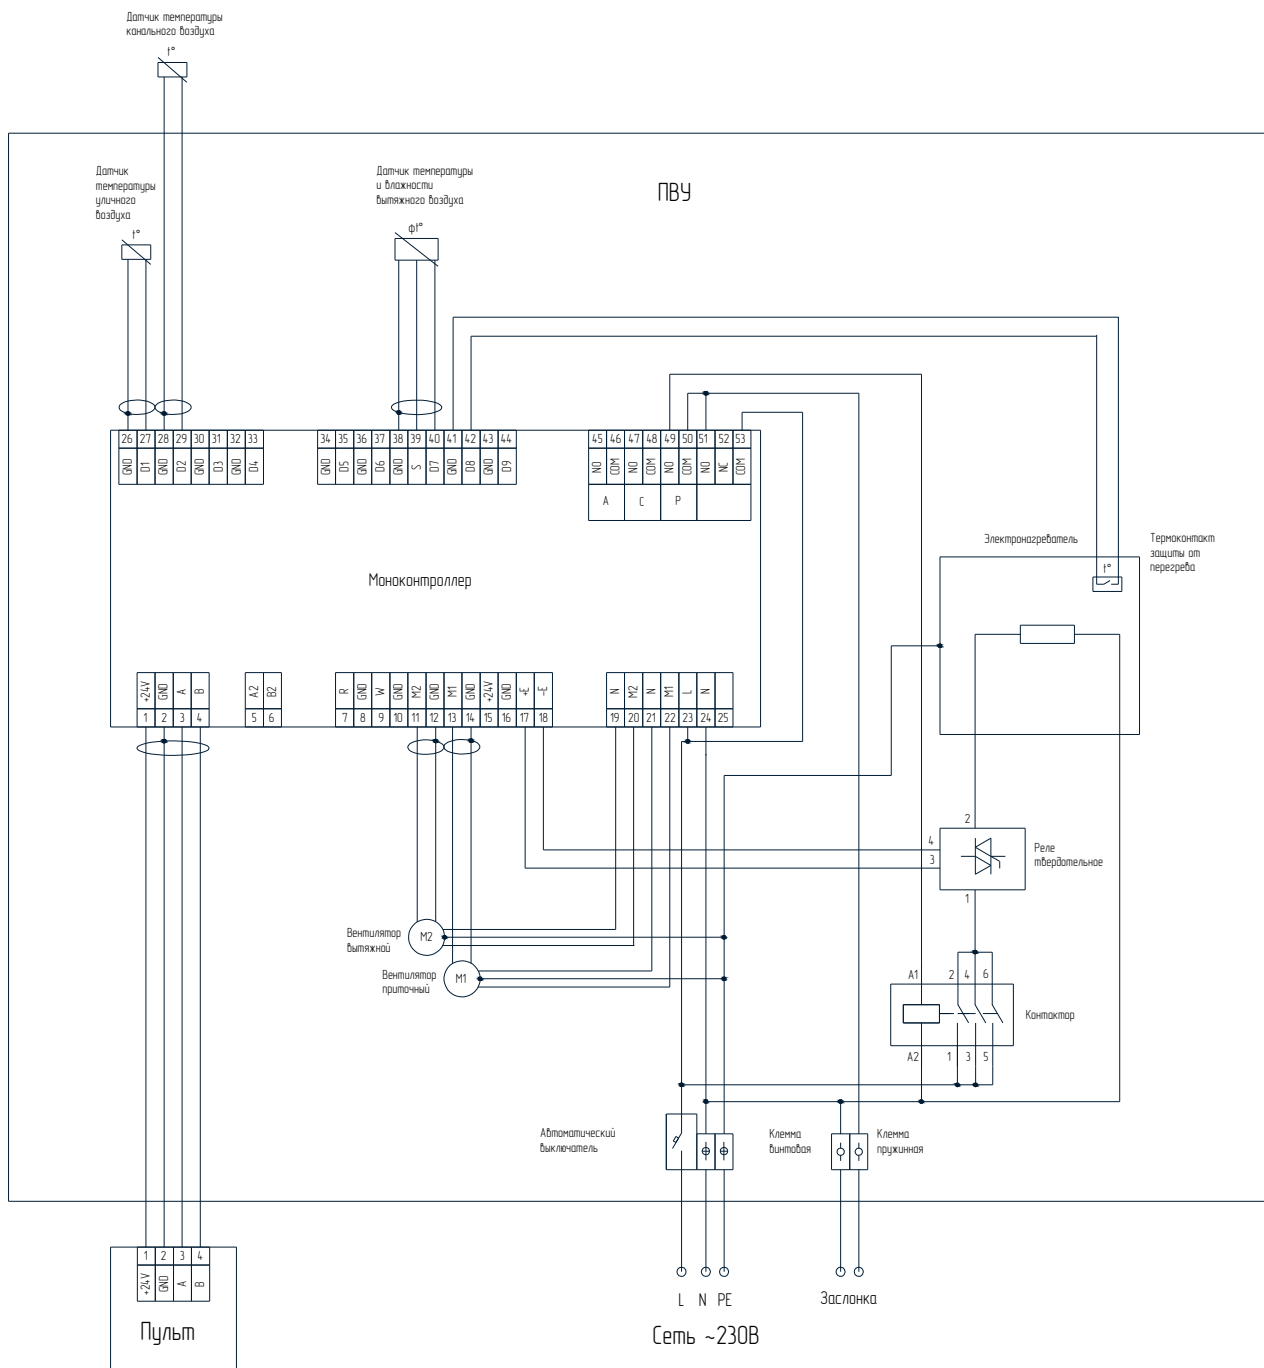 Датчик температуры
канального воздуха
t°
Датчик
температуры
уличного
воздуха
t°
Датчик температуры
и влажности
вытяжного воздуха
φt°
ПВУ
26 27 28 29 30 31 32 33
GND D1 GND D2 GND D3 GND D4
34 35 36 37 38 39 40 41 42 43 44
GND D5 GND D6 GND S D7 GND D8 GND D9
45 46 47 48 49 50 51 52 53
NO COM NO COM NO COM NO NC COM
A C P
Моноконтроллер
Электронагреватель
Термоконтакт
защиты от
перегрева
t°
+24V GND A B
1 2 3 4
A2 B2
5 6
R GND W GND M2 GND M1 GND +24V GND +E -E
7 8 9 10 11 12 13 14 15 16 17 18
N M2 N M1 L N
19 20 21 22 23 24 25
2
4
3
1
Реле
твердотельное
Вентилятор
вытяжной
M2
Вентилятор
приточный
M1
A1 2 4 6
Контактор
A2 1 3 5
Автоматический
выключатель
Клемма
винтовая
Клемма
пружинная
1 2 3 4
+24V GND A B
Пульт
L N PE
Сеть ~230В
Заслонка